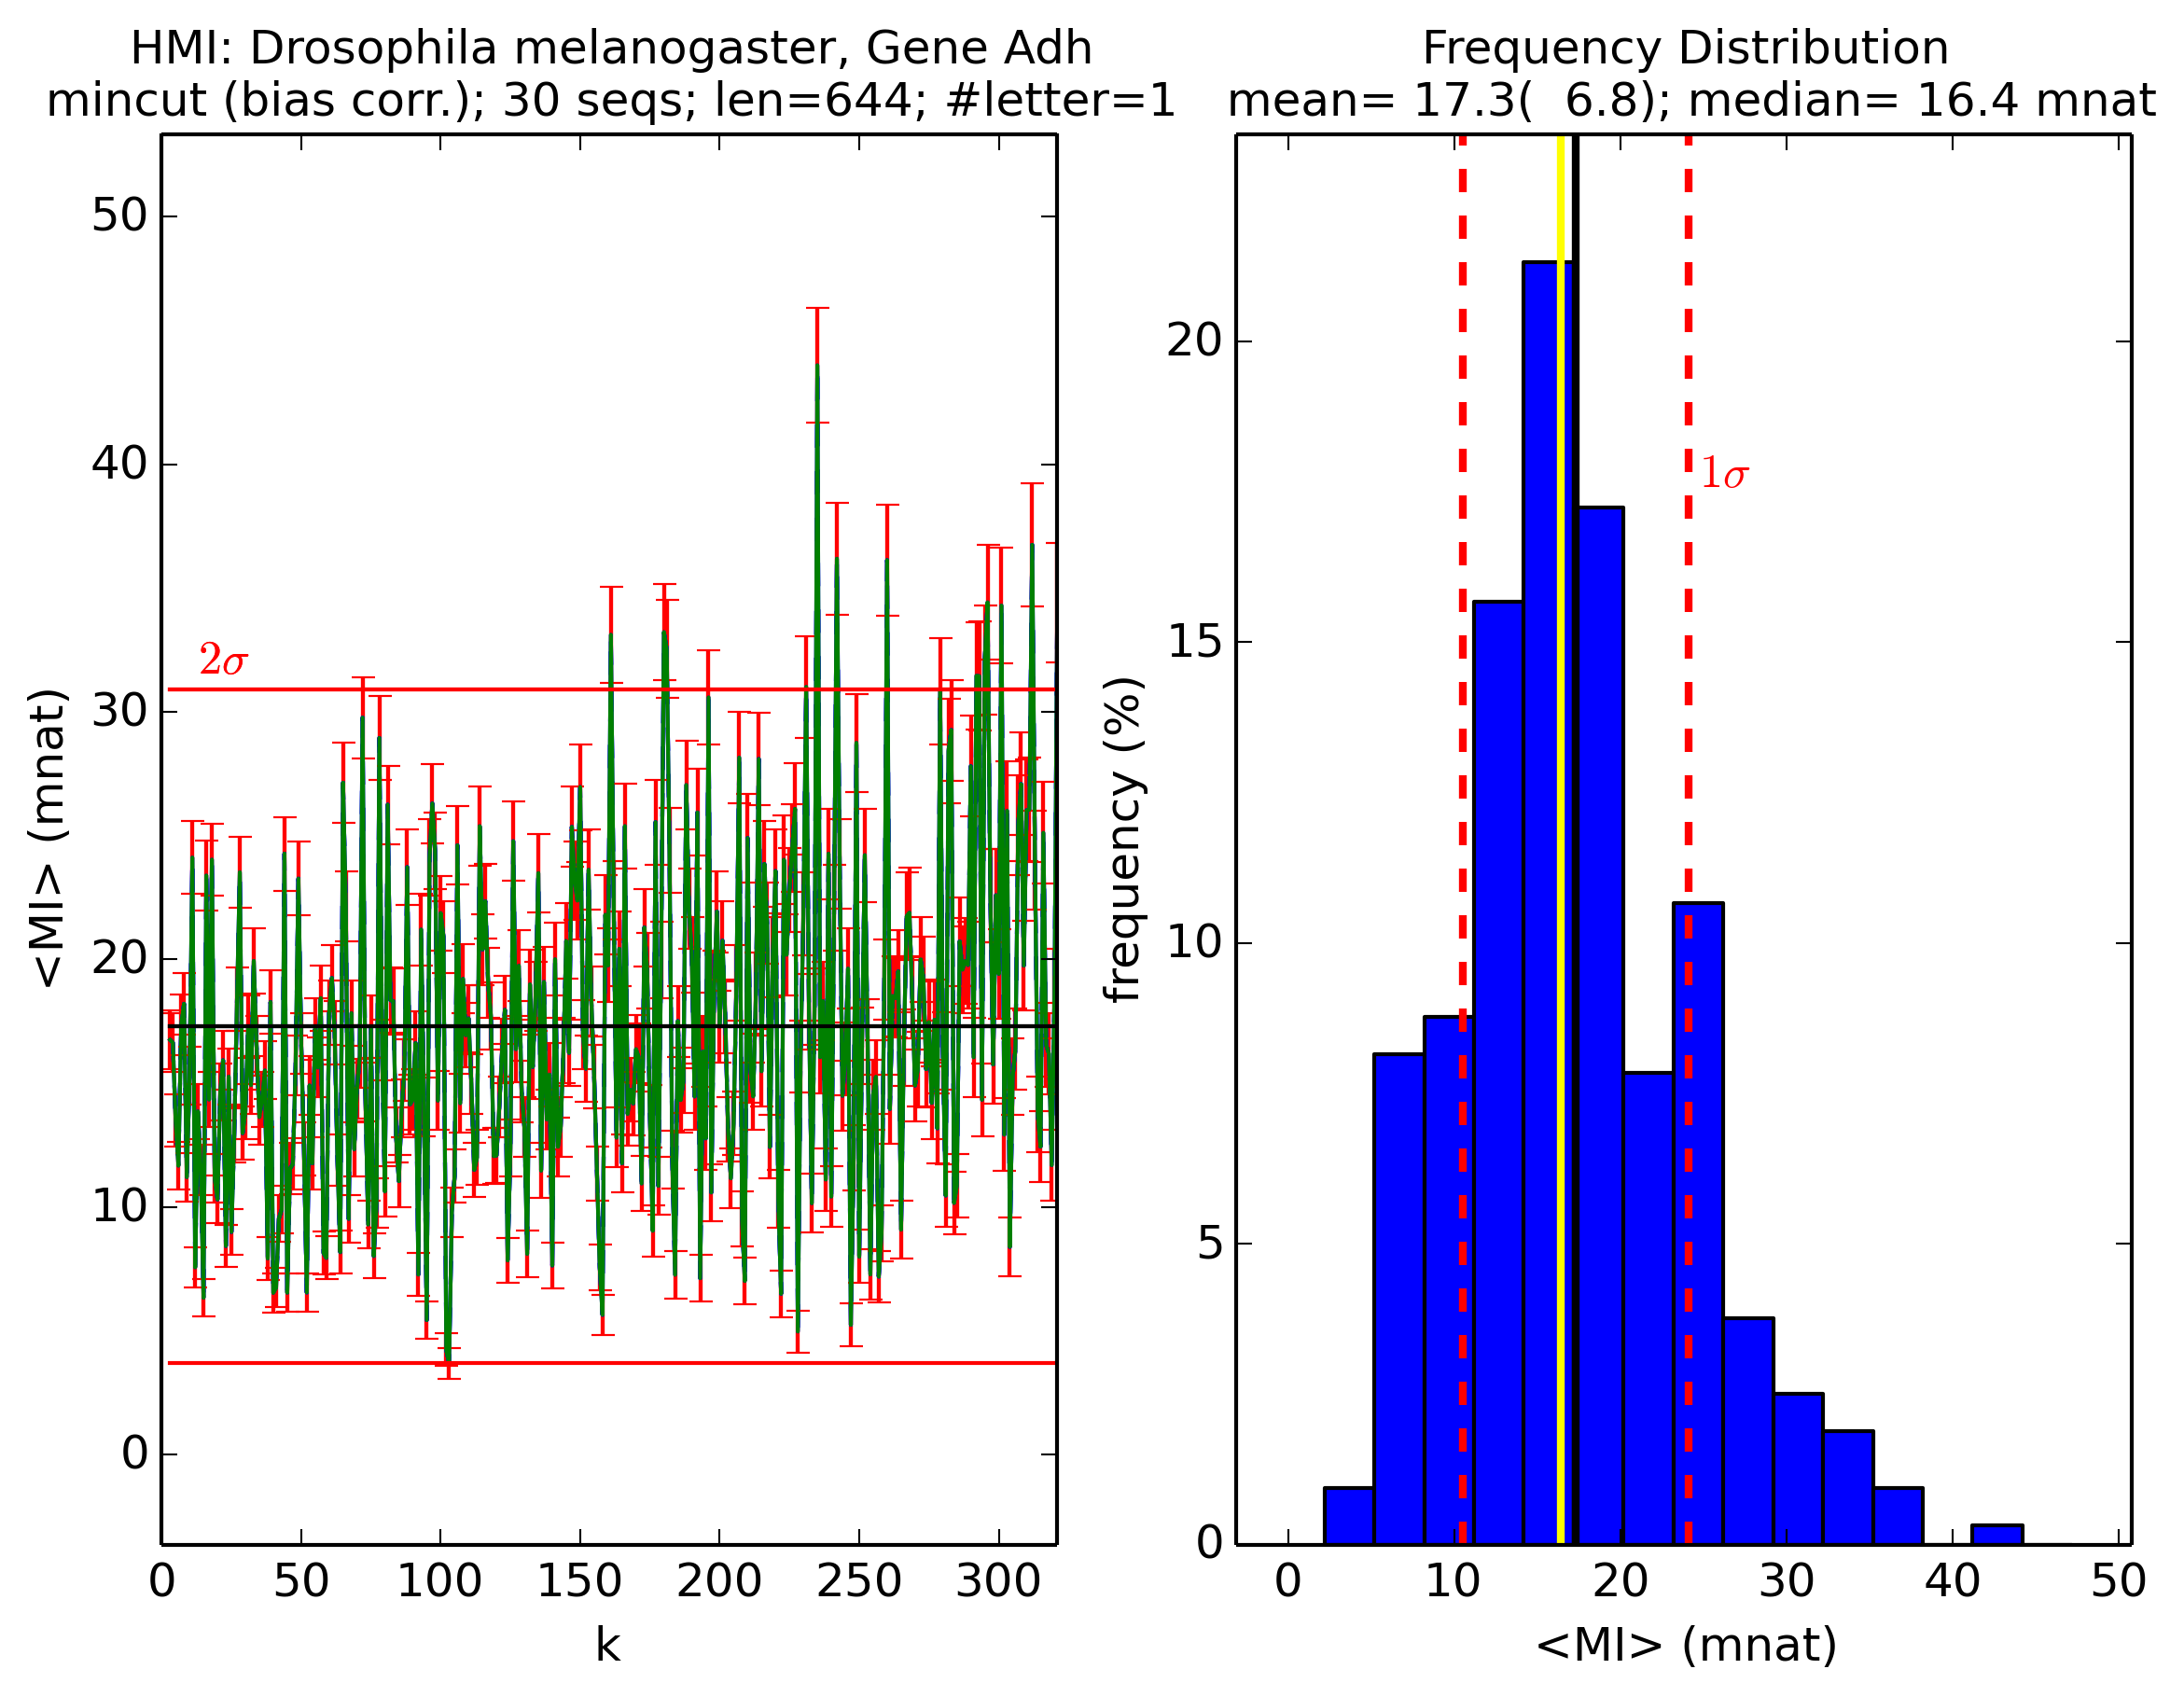 HMI: Drosophila melanogaster, Gene Adh
mincut (bias corr.); 30 seqs; len=644; #letter=1
<MI> (mnat)
50
40
30
20
10
0
2σ
0 50 100 150 200 250 300
k
Frequency Distribution
mean= 17.3( 6.8); median= 16.4 mnat
frequency (%)
20
15
10
5
0
1σ
0 10 20 30 40 50
<MI> (mnat)